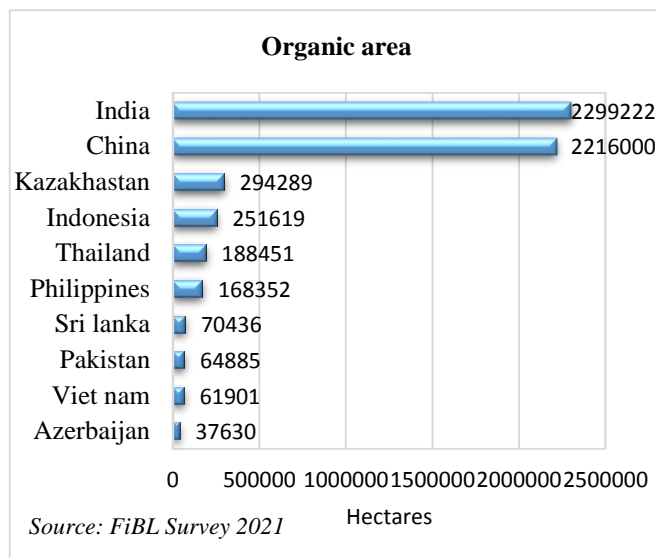 Organic area
India 2299222
China 2216000
Kazakhastan 294289
Indonesia 251619
Thailand 188451
Philippines 168352
Sri lanka 70436
Pakistan 64885
Viet nam 61901
Azerbaijan 37630
0 500000 1000000 1500000 2000000 2500000
Hectares
Source: FiBL Survey 2021